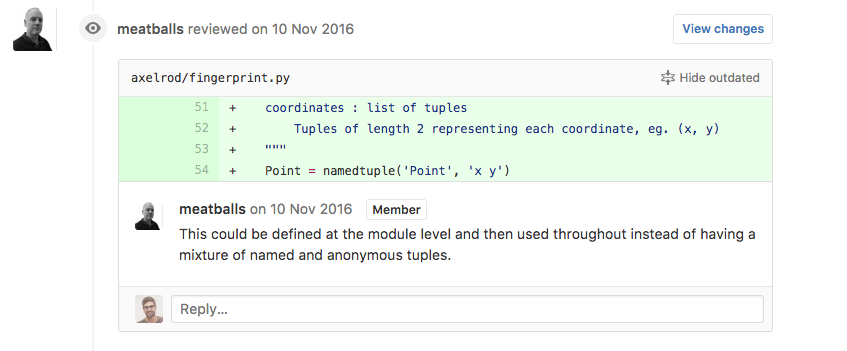 meatballs reviewed on 10 Nov 2016
View changes
axelrod/fingerprint.py
Hide outdated
51 + coordinates : list of tuples
52 + Tuples of length 2 representing each coordinate, eg. (x, y)
53 + """
54 + Point = namedtuple('Point', 'x y')
meatballs on 10 Nov 2016 Member
This could be defined at the module level and then used throughout instead of having a
mixture of named and anonymous tuples.
Reply...